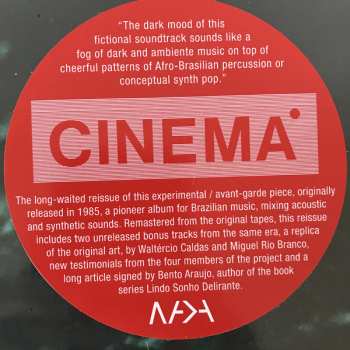 "The dark mood of this
fictional soundtrack sounds like a
fog of dark and ambiente music on top of
cheerful patterns of Afro-Brasilian percussion or
conceptual synth pop."
CINEMA
The long-waited reissue of this experimental / avant-garde piece, originally
released in 1985, a pioneer album for Brazilian music, mixing acoustic
and synthetic sounds. Remastered from the original tapes, this reissue
includes two unreleased bonus tracks from the same era, a replica
of the original art, by Waltércio Caldas and Miguel Rio Branco,
new testimonials from the four members of the project and a
long article signed by Bento Araujo, author of the book
series Lindo Sonho Delirante.